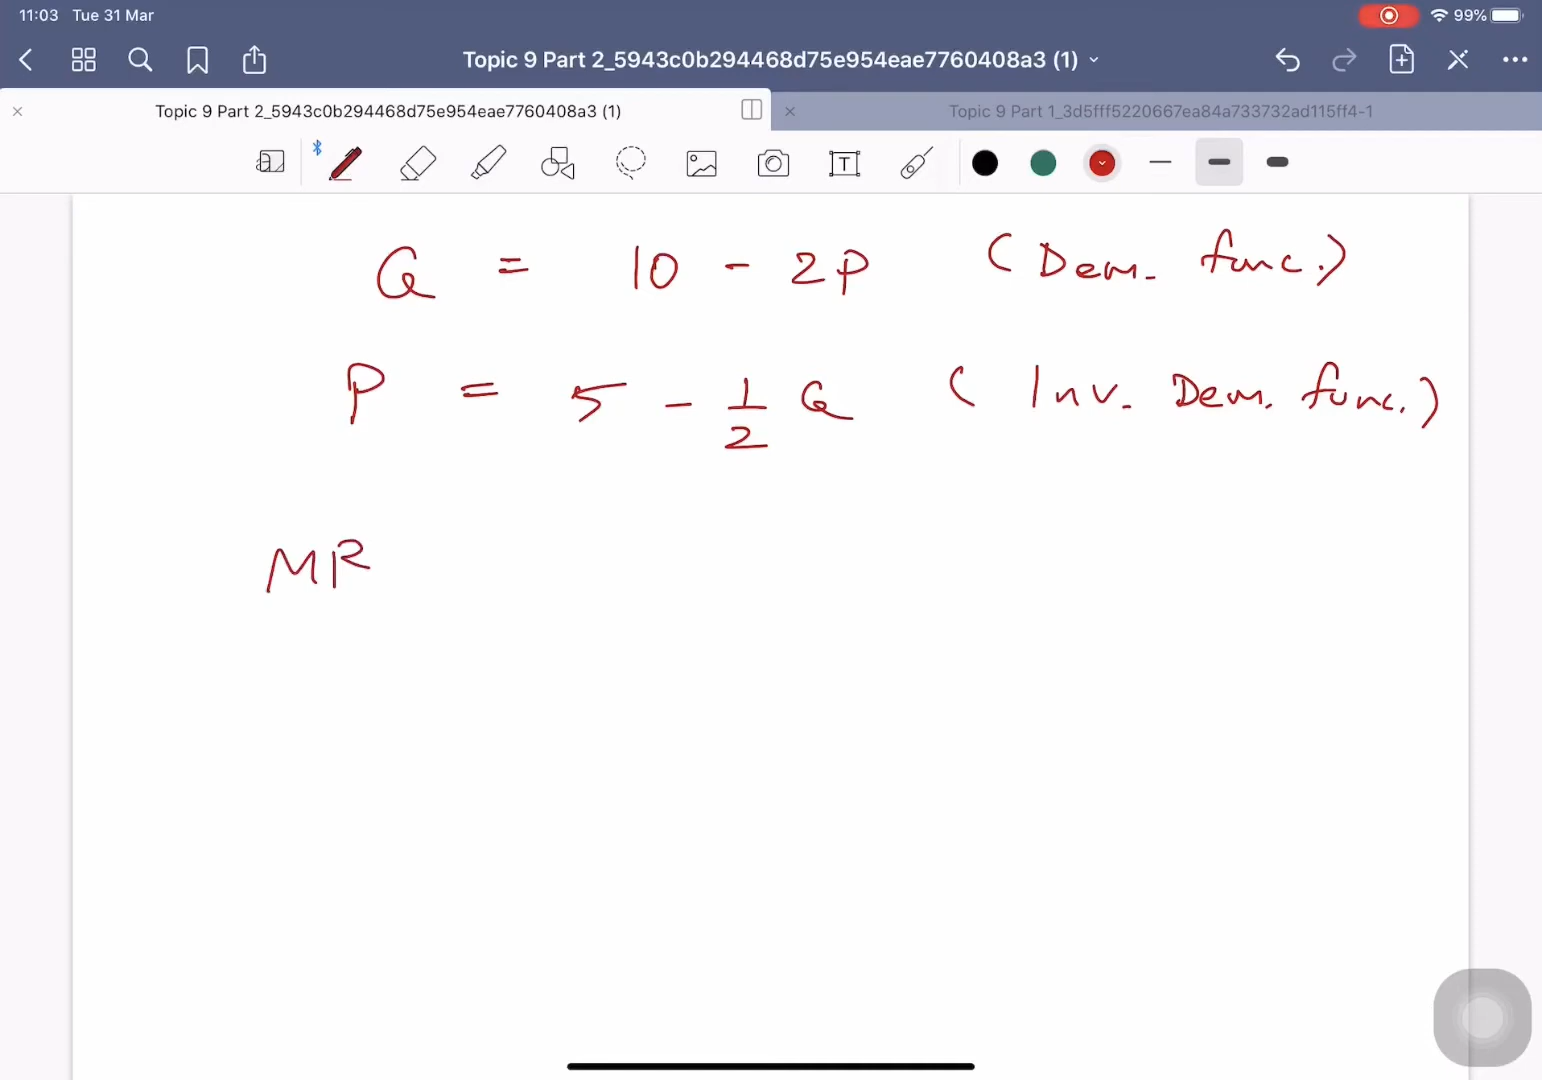 11:03 Tue 31 Mar 99%
Topic 9 Part 2_5943c0b294468d75e954eae7760408a3 (1)
Topic 9 Part 2_5943c0b294468d75e954eae7760408a3 (1) Topic 9 Part 1_3d5fff5220667ea84a733732ad115ff4-1
T
Q = 10 - 2P (Dem. func.)
P = 5 - 1/2 Q (Inv. Dem. func.)
MR